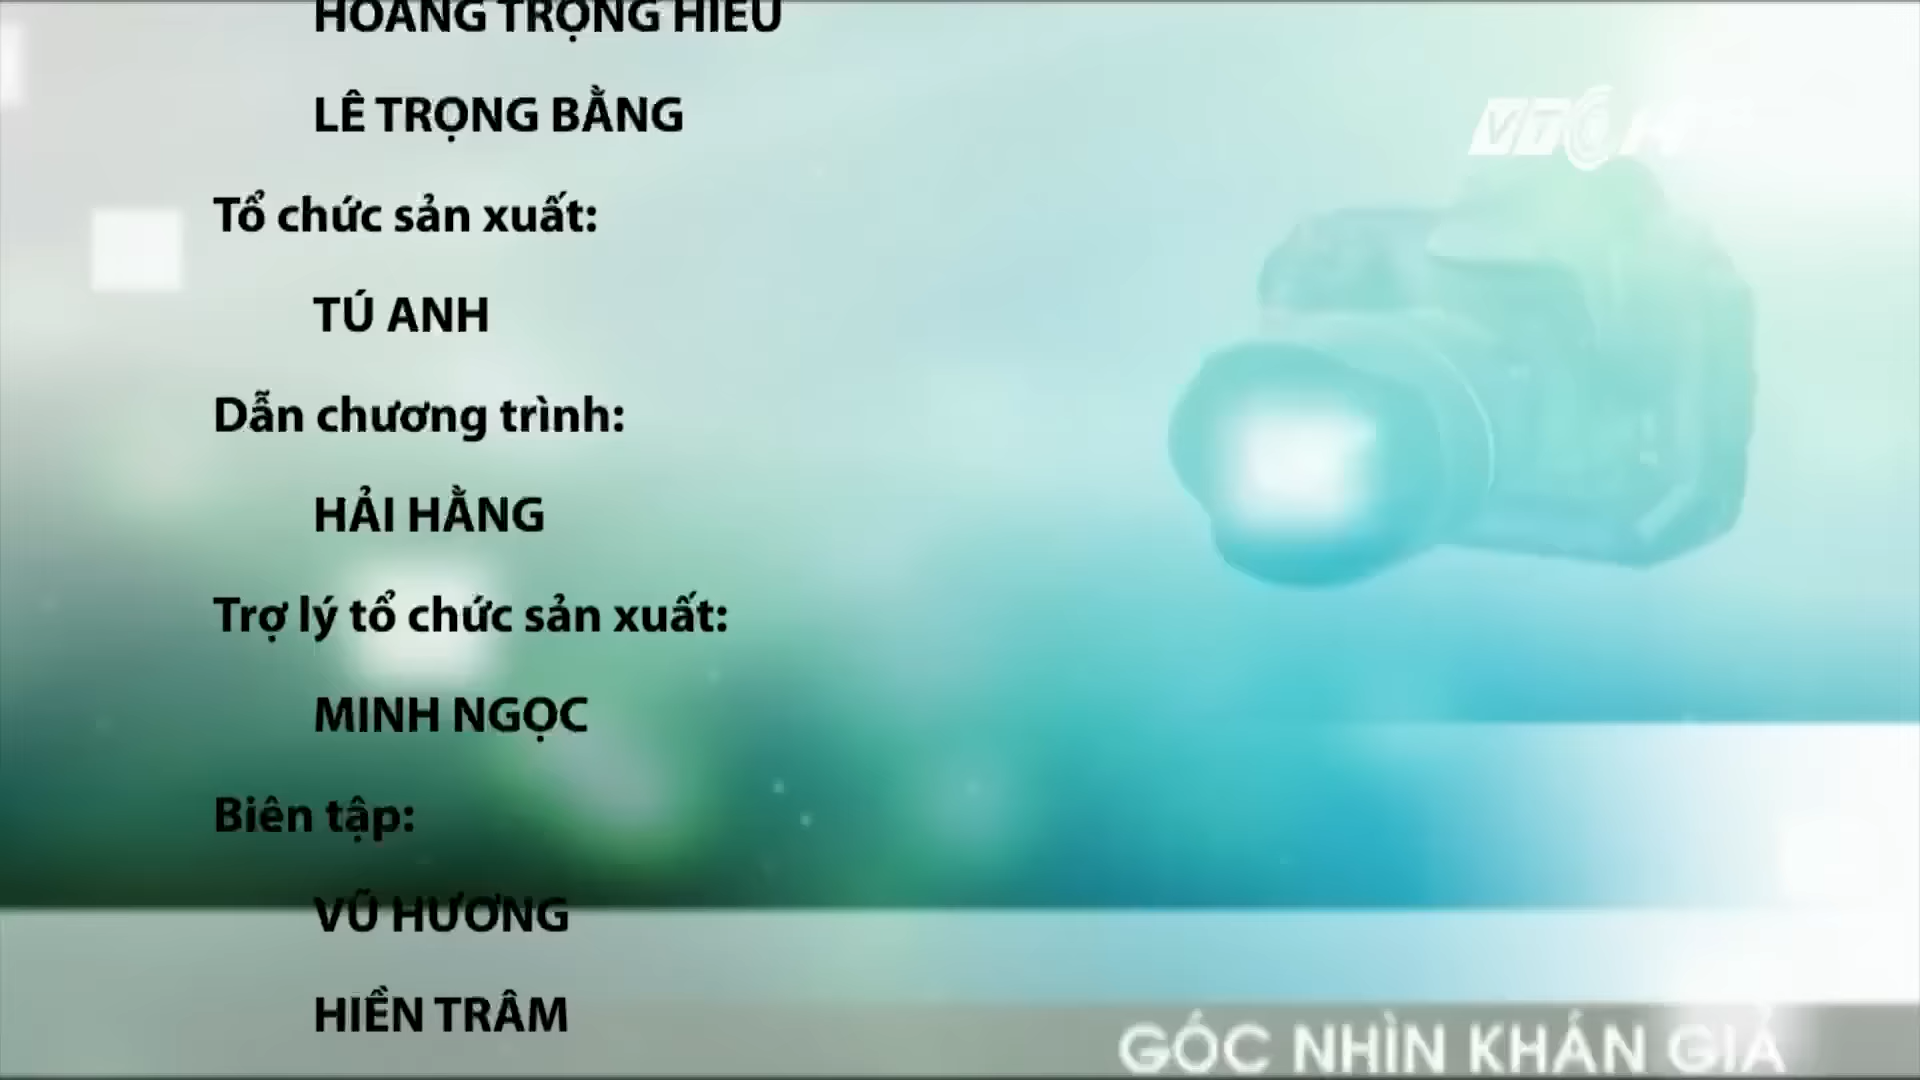 HOÀNG TRỌNG HIẾU
LÊ TRỌNG BẰNG
Tổ chức sản xuất:
TÚ ANH
Dẫn chương trình:
HẢI HẰNG
Trợ lý tổ chức sản xuất:
MINH NGỌC
Biên tập:
VŨ HƯƠNG
HIỀN TRÂM
GÓC NHÌN KHÁN GIẢ